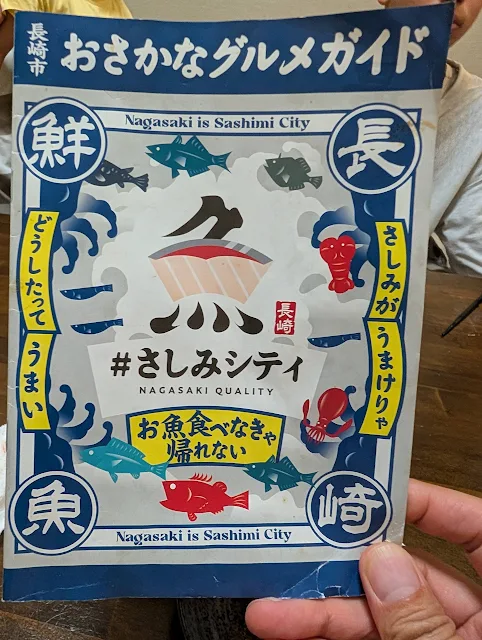 長崎市
おさかなグルメガイド
Nagasaki is Sashimi City
鮮
長
魚
長崎
さしみが うまけりゃ
どうしたって うまい
#さしみシティ
NAGASAKI QUALITY
お魚食べなきゃ
帰れない
魚
崎
Nagasaki is Sashimi City